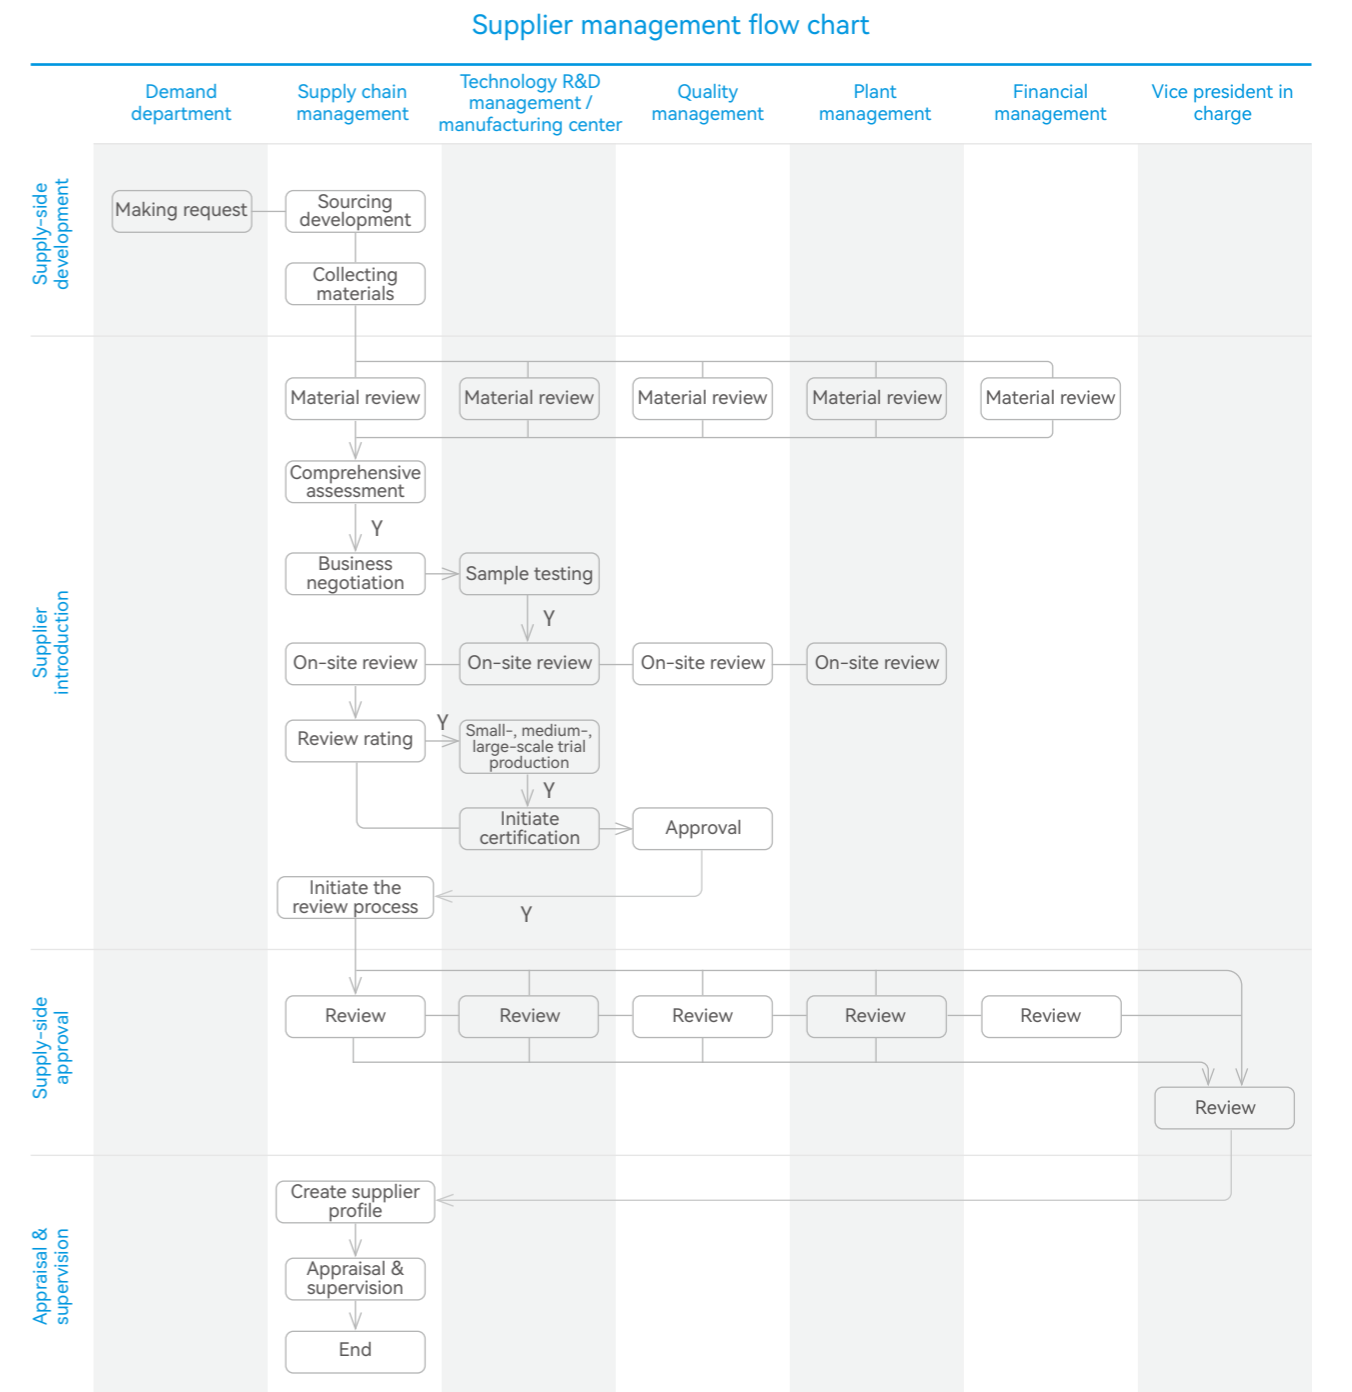 Supplier management flow chart
Demand
department
Supply chain
management
Technology R&D
management /
manufacturing center
Quality
management
Plant
management
Financial
management
Vice president in
charge
Supply-side
development
Making request
Sourcing
development
Collecting
materials
Supplier
introduction
Material review
Material review
Material review
Material review
Material review
Comprehensive
assessment
Y
Business
negotiation
Sample testing
Y
On-site review
On-site review
On-site review
On-site review
Review rating
Y
Small-, medium-,
large-scale trial
production
Y
Initiate
certification
Approval
Initiate the
review process
Y
Supply-side
approval
Review
Review
Review
Review
Review
Review
Appraisal &
supervision
Create supplier
profile
Appraisal &
supervision
End